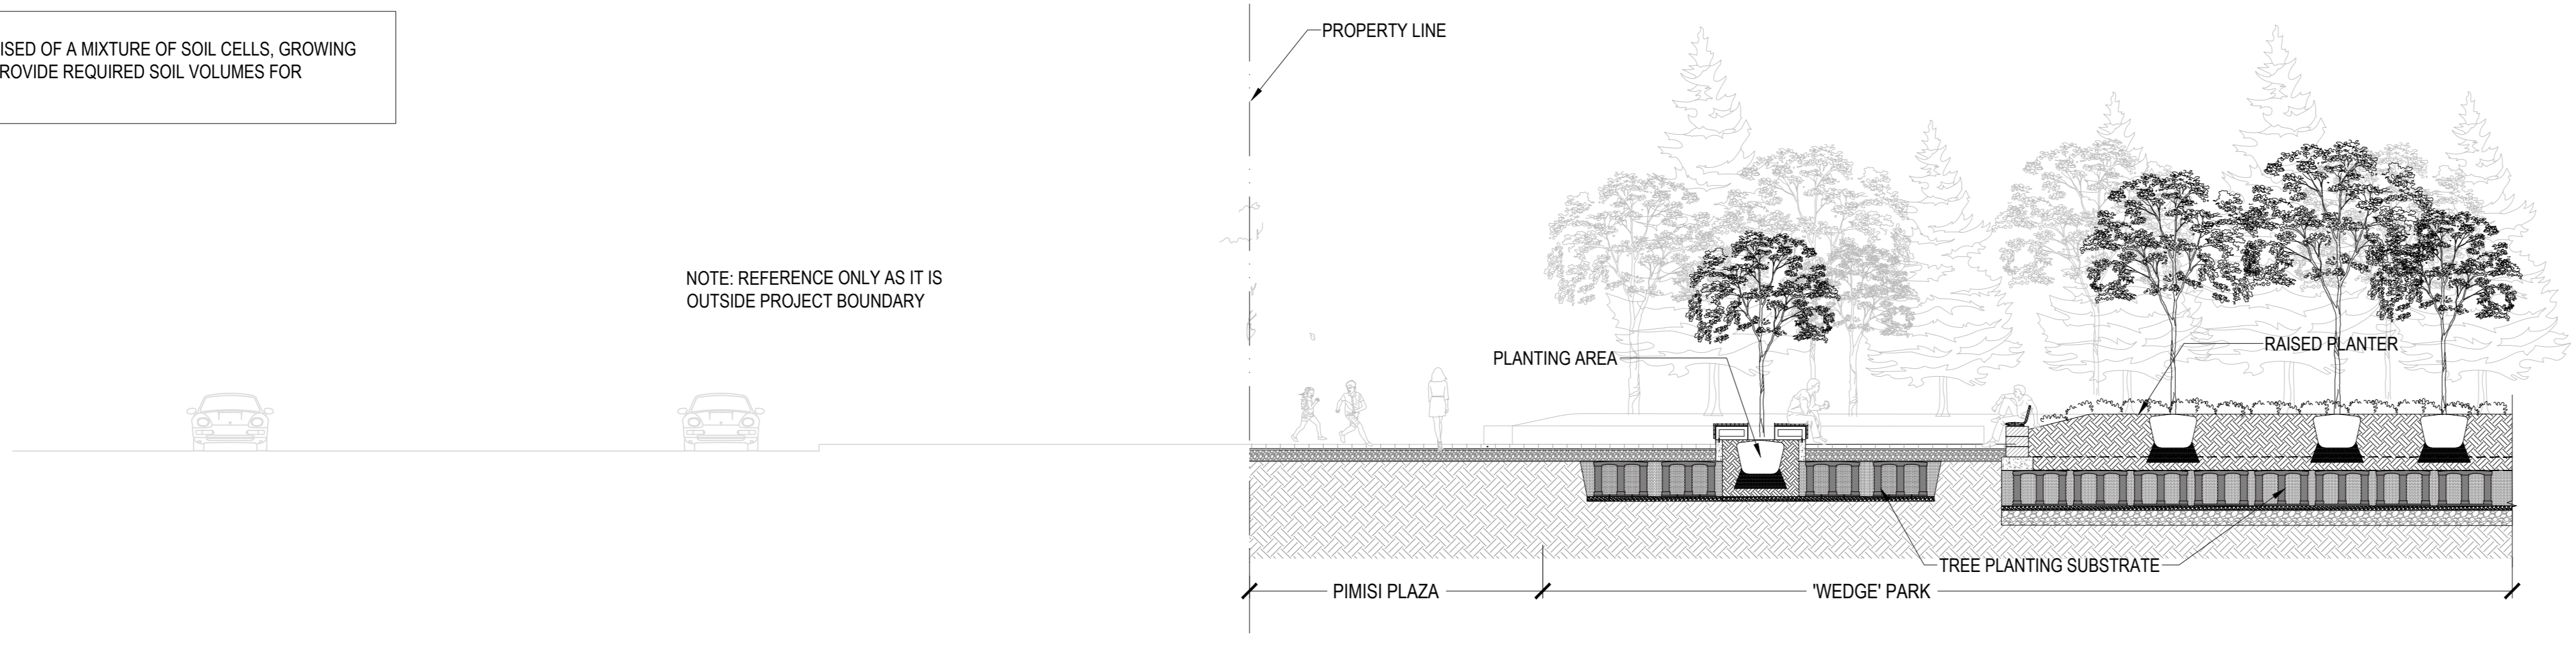 ISED OF A MIXTURE OF SOIL CELLS, GROWING
ROVIDE REQUIRED SOIL VOLUMES FOR
PROPERTY LINE
NOTE: REFERENCE ONLY AS IT IS
OUTSIDE PROJECT BOUNDARY
PLANTING AREA
RAISED PLANTER
TREE PLANTING SUBSTRATE
PIMISI PLAZA
'WEDGE' PARK